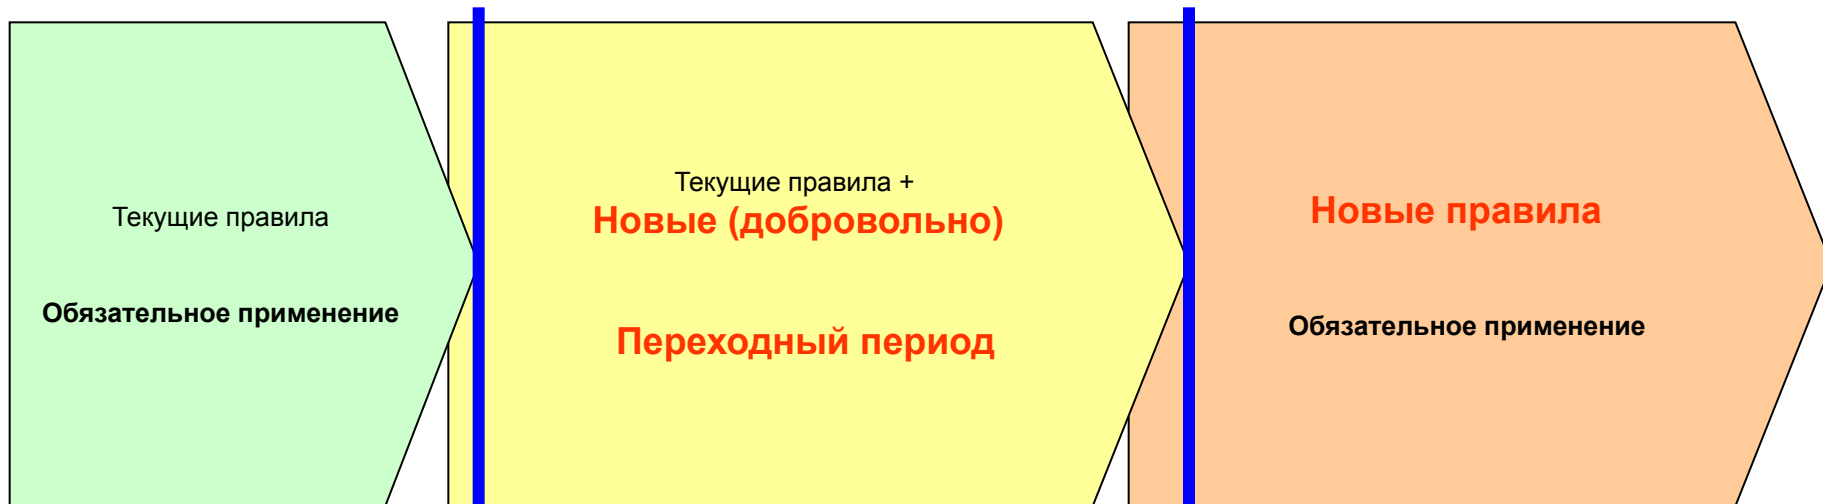 Текущие правила
Обязательное применение
Текущие правила +
Новые (добровольно)
Переходный период
Новые правила
Обязательное применение